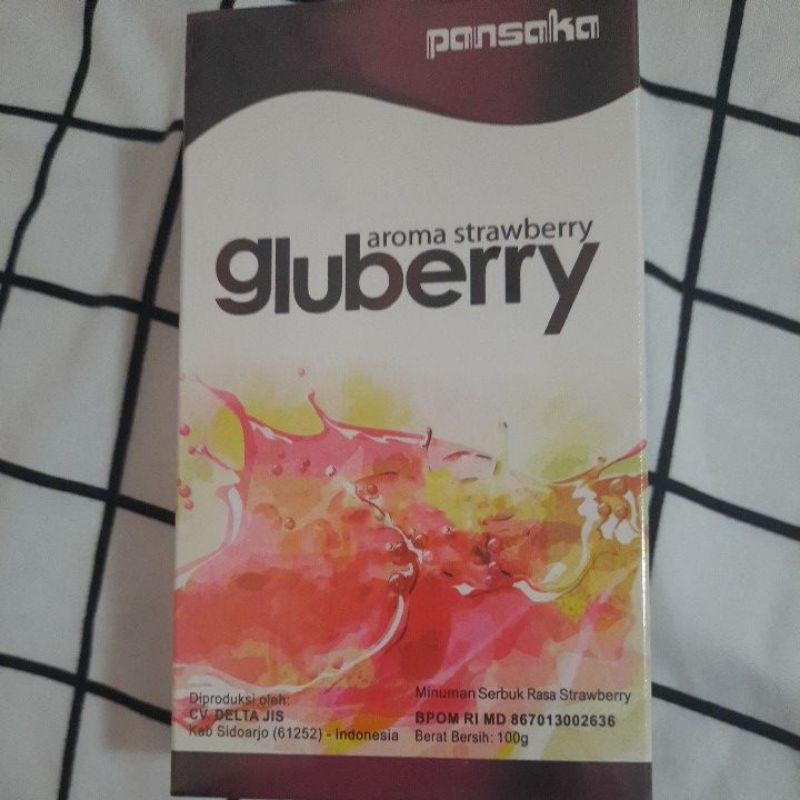 pansaka
aroma strawberry
gluberry
Diproduksi oleh:
CV. DELTA JIS
Kab Sidoarjo (61252) - Indonesia
Minuman Serbuk Rasa Strawberry
BPOM RI MD 867013002636
Berat Bersih: 100g